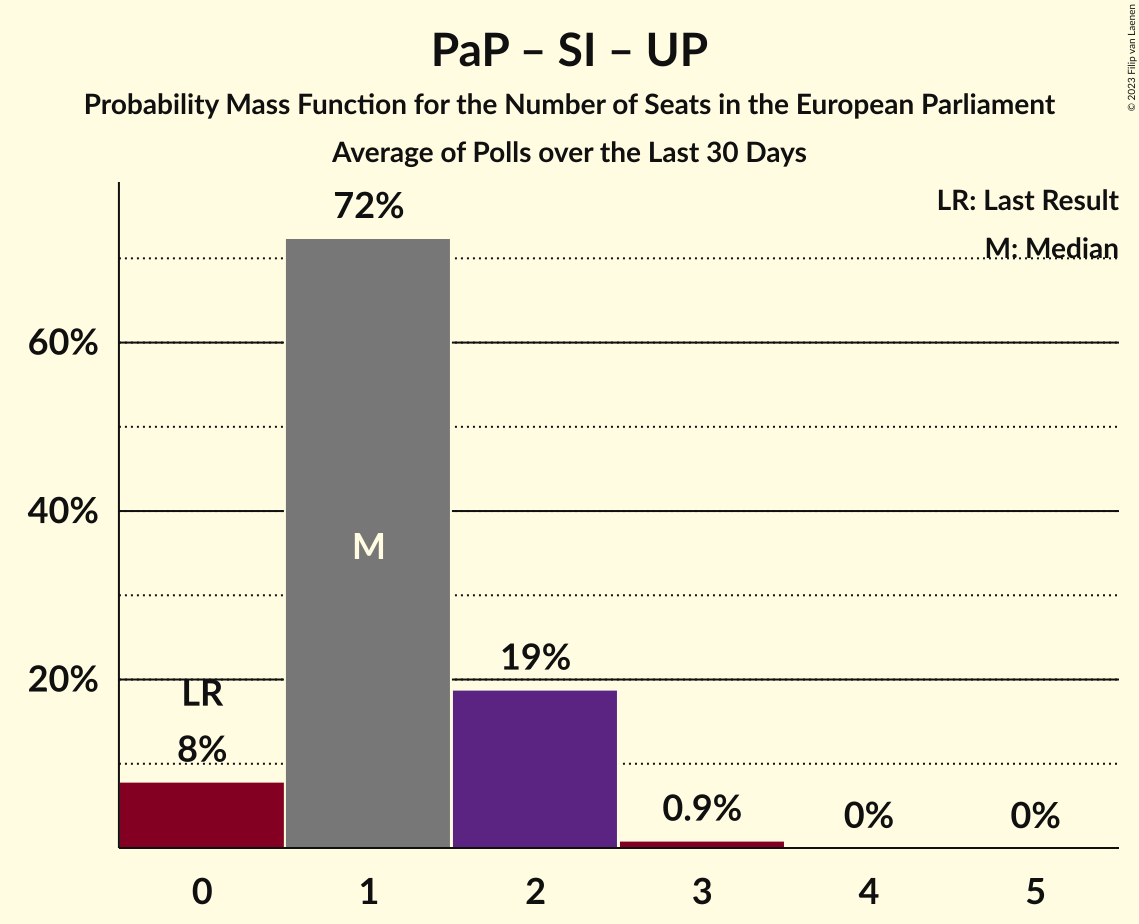 PaP – SI – UP
Probability Mass Function for the Number of Seats in the European Parliament
Average of Polls over the Last 30 Days
© 2023 Filip van Laenen
LR: Last Result
M: Median
72%
60%
40%
M
19%
20%
LR
8%
0.9%
0%
0%
0
1
2
3
4
5